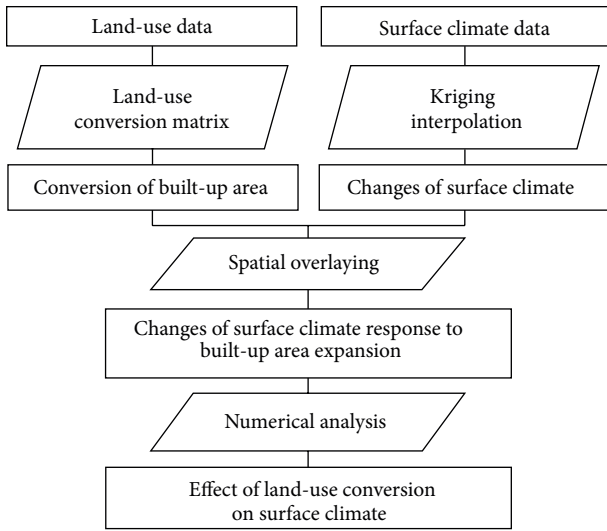 Land-use data
Surface climate data
Land-use
conversion matrix
Kriging
interpolation
Conversion of built-up area
Changes of surface climate
Spatial overlaying
Changes of surface climate response to
built-up area expansion
Numerical analysis
Effect of land-use conversion
on surface climate